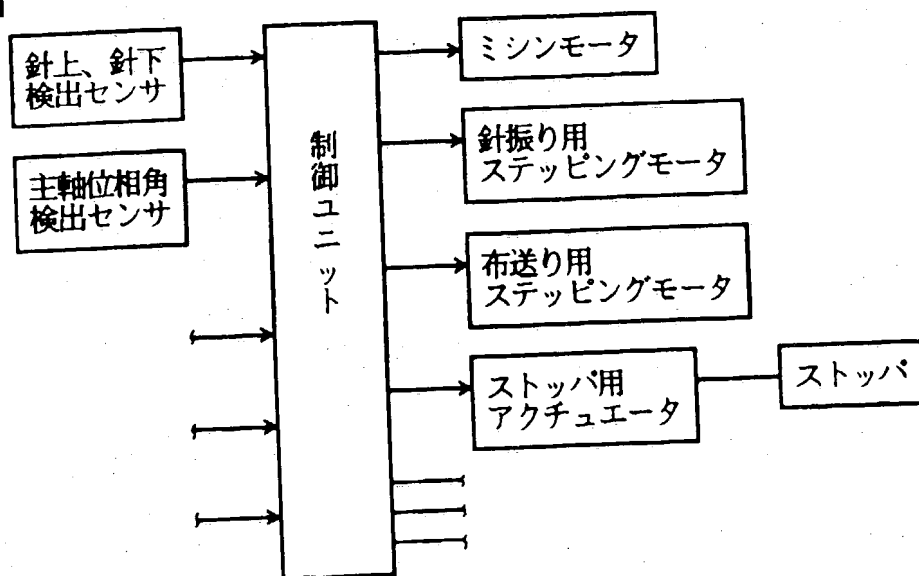 針上、針下
検出センサ
主軸位相角
検出センサ
制御ユニット
ミシンモータ
針振り用
ステッピングモータ
布送り用
ステッピングモータ
ストッパ用
アクチュエータ
ストッパ